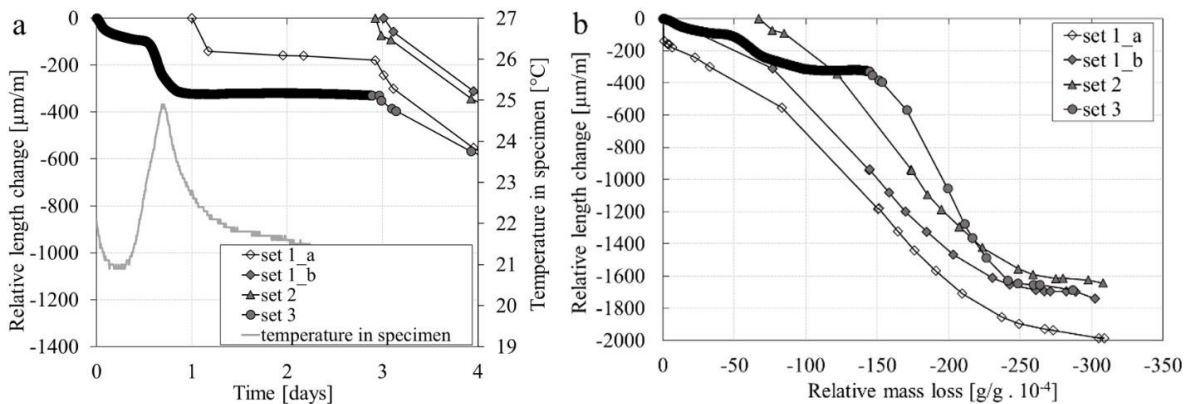 a
Relative length change [µm/m]
0
-200
-400
-600
-800
-1000
-1200
-1400
0
1
2
3
4
Time [days]
27
26
25
24
23
22
21
20
19
Temperature in specimen [°C]
set 1_a
set 1_b
set 2
set 3
temperature in specimen
b
Relative length change [µm/m]
0
-200
-400
-600
-800
-1000
-1200
-1400
-1600
-1800
-2000
0
-50
-100
-150
-200
-250
-300
-350
Relative mass loss [g/g . 10⁻⁴]
set 1_a
set 1_b
set 2
set 3